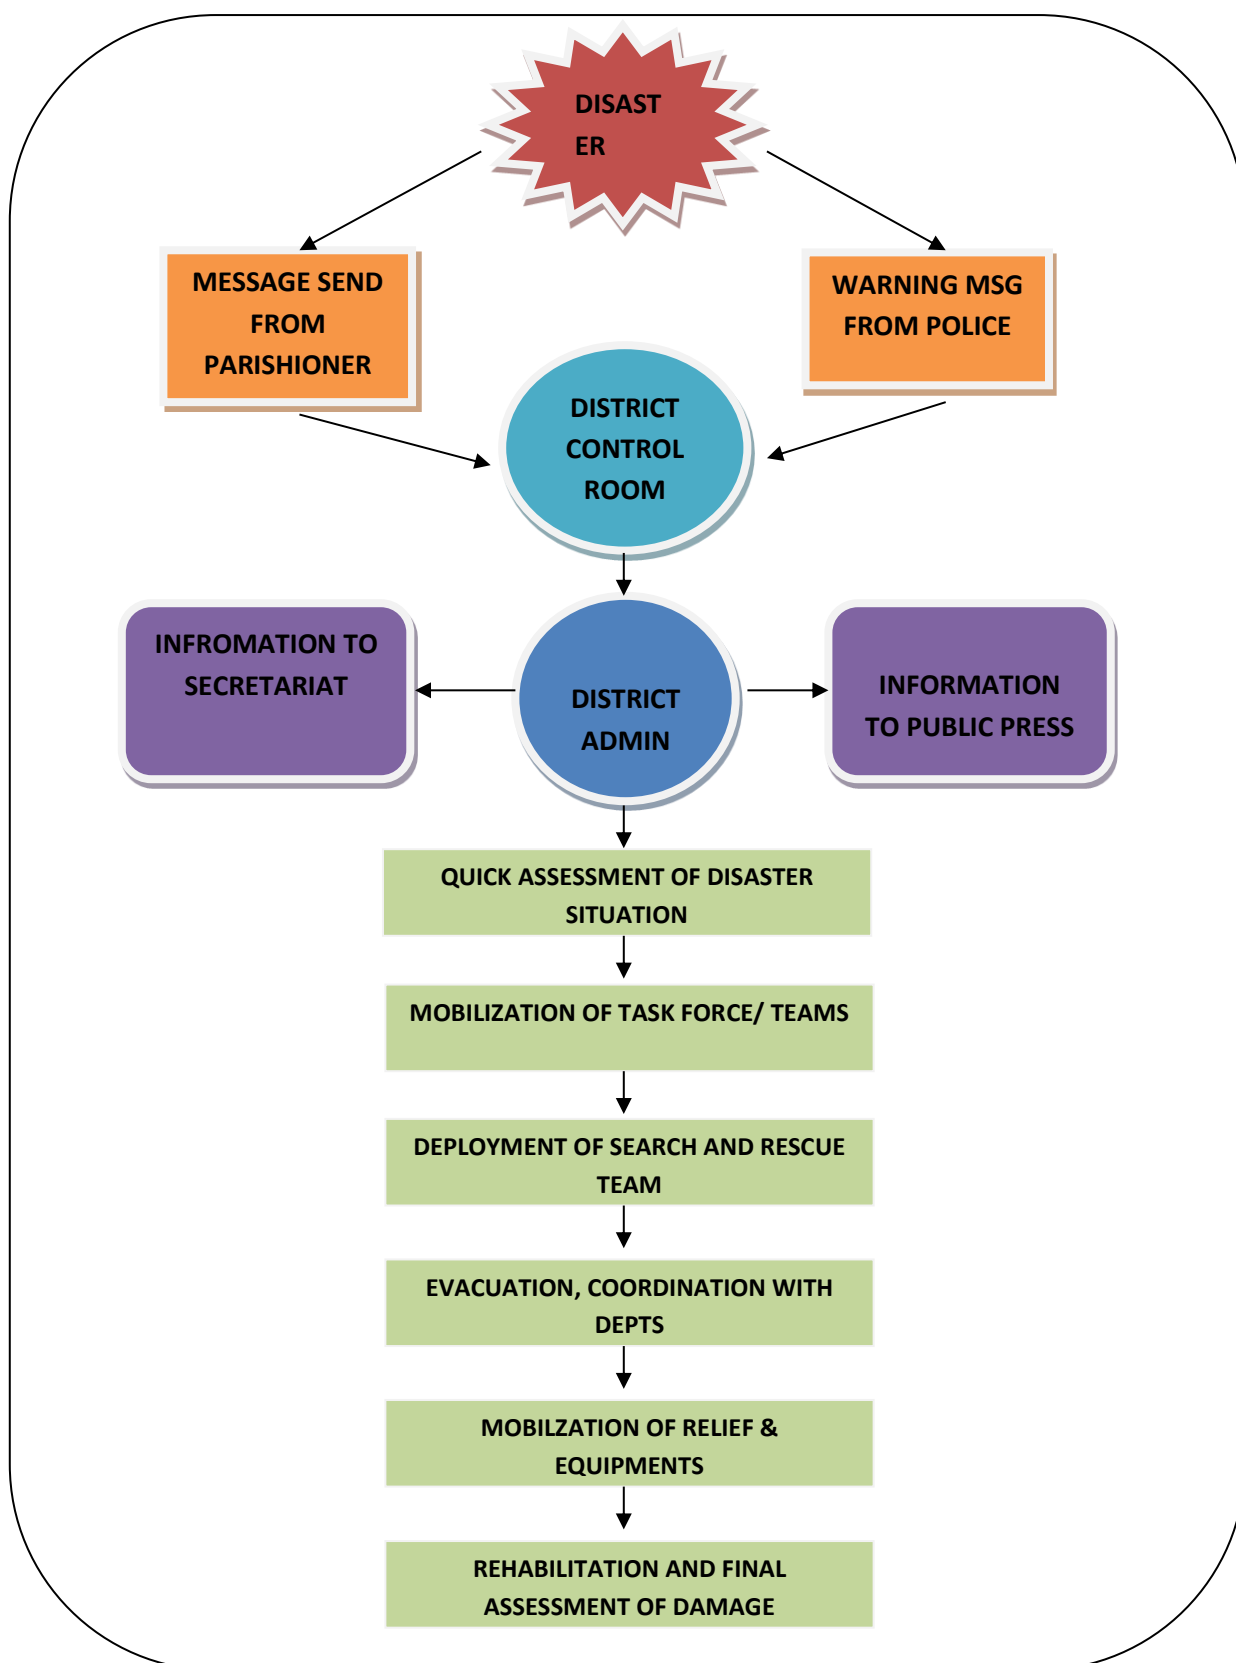 DISAST
ER
MESSAGE SEND
FROM
PARISHIONER
WARNING MSG
FROM POLICE
DISTRICT
CONTROL
ROOM
INFROMATION TO
SECRETARIAT
DISTRICT
ADMIN
INFORMATION
TO PUBLIC PRESS
QUICK ASSESSMENT OF DISASTER
SITUATION
MOBILIZATION OF TASK FORCE/ TEAMS
DEPLOYMENT OF SEARCH AND RESCUE
TEAM
EVACUATION, COORDINATION WITH
DEPTS
MOBILZATION OF RELIEF &
EQUIPMENTS
REHABILITATION AND FINAL
ASSESSMENT OF DAMAGE